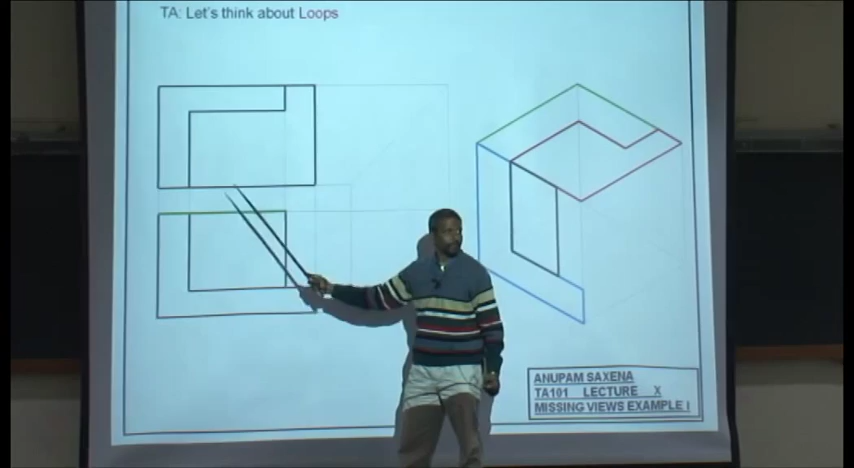 TA: Let's think about Loops
ANUPAM SAXENA
TA101 LECTURE X
MISSING VIEWS EXAMPLE I